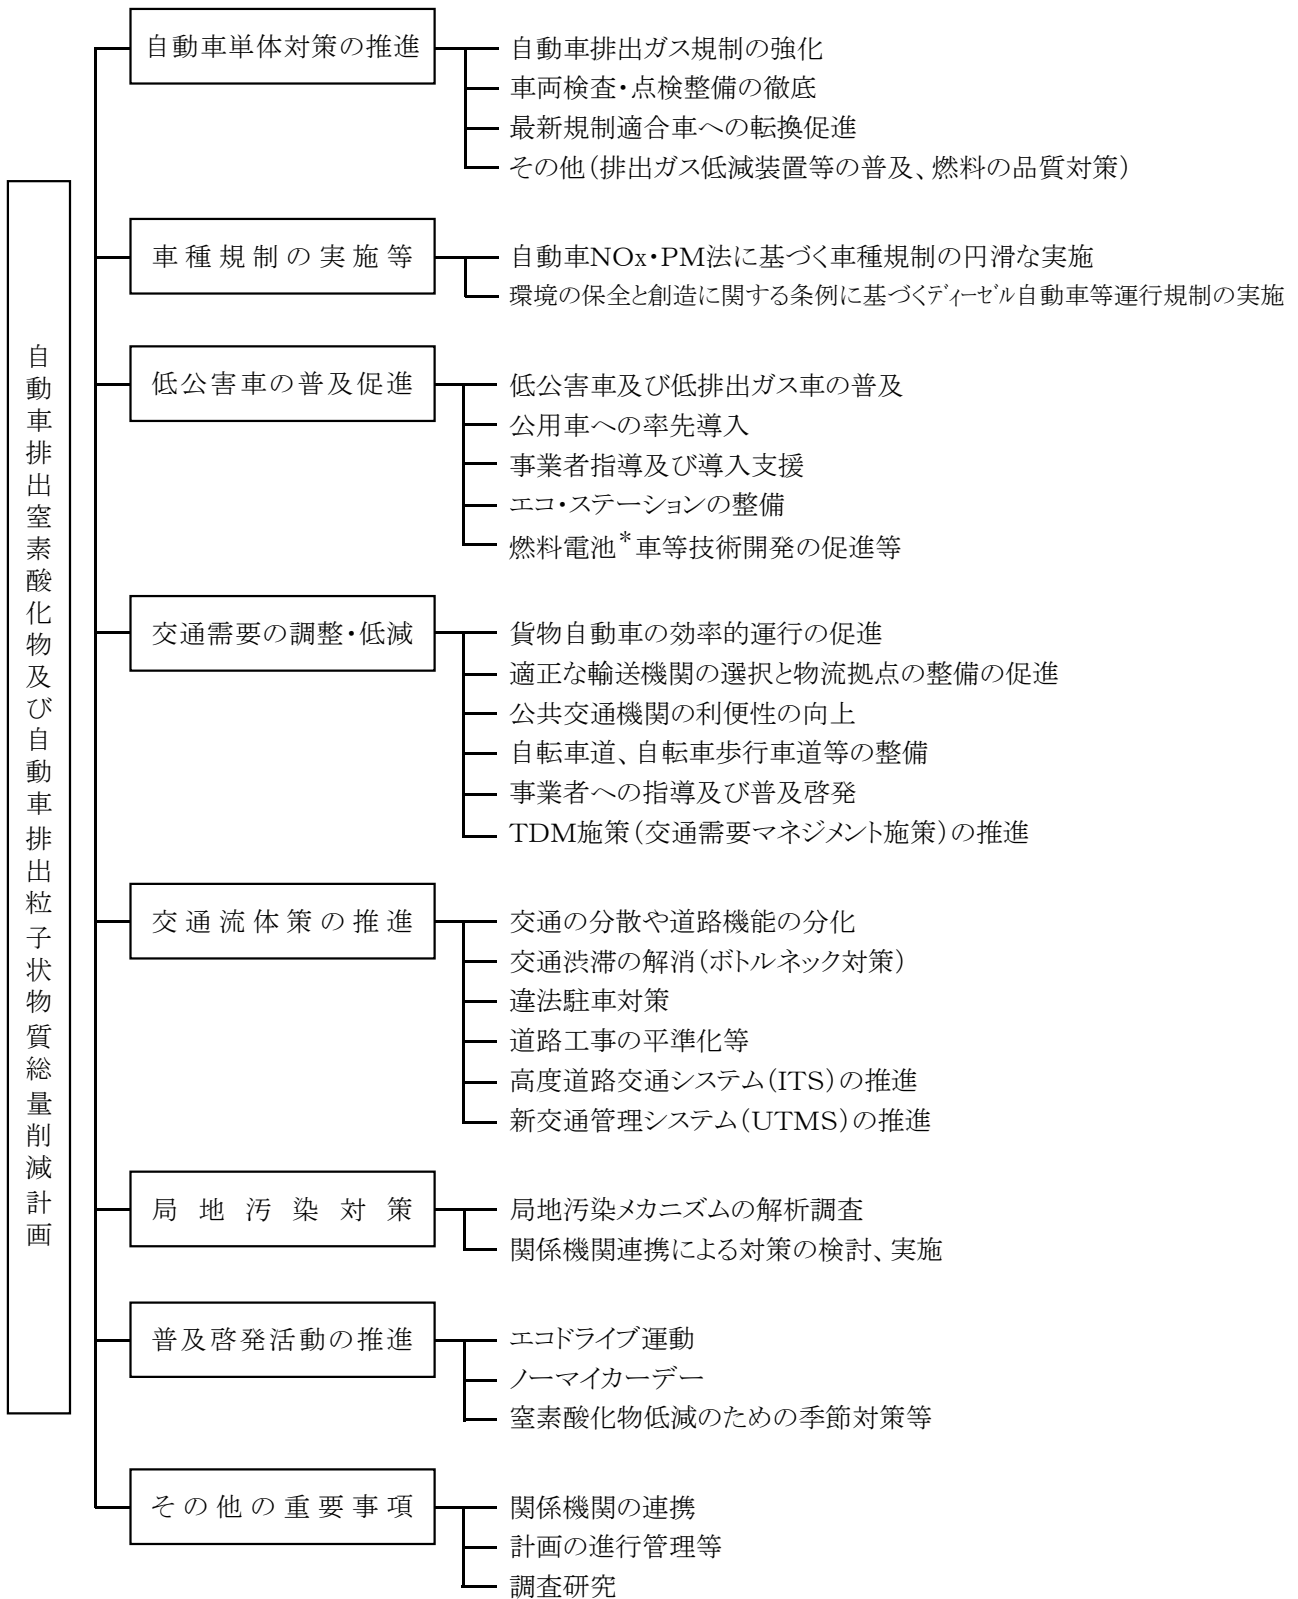 自動車排出窒素酸化物及び自動車排出粒子状物質総量削減計画
自動車単体対策の推進
自動車排出ガス規制の強化
車両検査・点検整備の徹底
最新規制適合車への転換促進
その他(排出ガス低減装置等の普及、燃料の品質対策)
車種規制の実施等
自動車NOx・PM法に基づく車種規制の円滑な実施
環境の保全と創造に関する条例に基づくディーゼル自動車等運行規制の実施
低公害車の普及促進
低公害車及び低排出ガス車の普及
公用車への率先導入
事業者指導及び導入支援
エコ・ステーションの整備
燃料電池*車等技術開発の促進等
交通需要の調整・低減
貨物自動車の効率的運行の促進
適正な輸送機関の選択と物流拠点の整備の促進
公共交通機関の利便性の向上
自転車道、自転車歩行車道等の整備
事業者への指導及び普及啓発
TDM施策(交通需要マネジメント施策)の推進
交通流体策の推進
交通の分散や道路機能の分化
交通渋滞の解消(ボトルネック対策)
違法駐車対策
道路工事の平準化等
高度道路交通システム(ITS)の推進
新交通管理システム(UTMS)の推進
局地汚染対策
局地汚染メカニズムの解析調査
関係機関連携による対策の検討、実施
普及啓発活動の推進
エコドライブ運動
ノーマイカーデー
窒素酸化物低減のための季節対策等
その他の重要事項
関係機関の連携
計画の進行管理等
調査研究